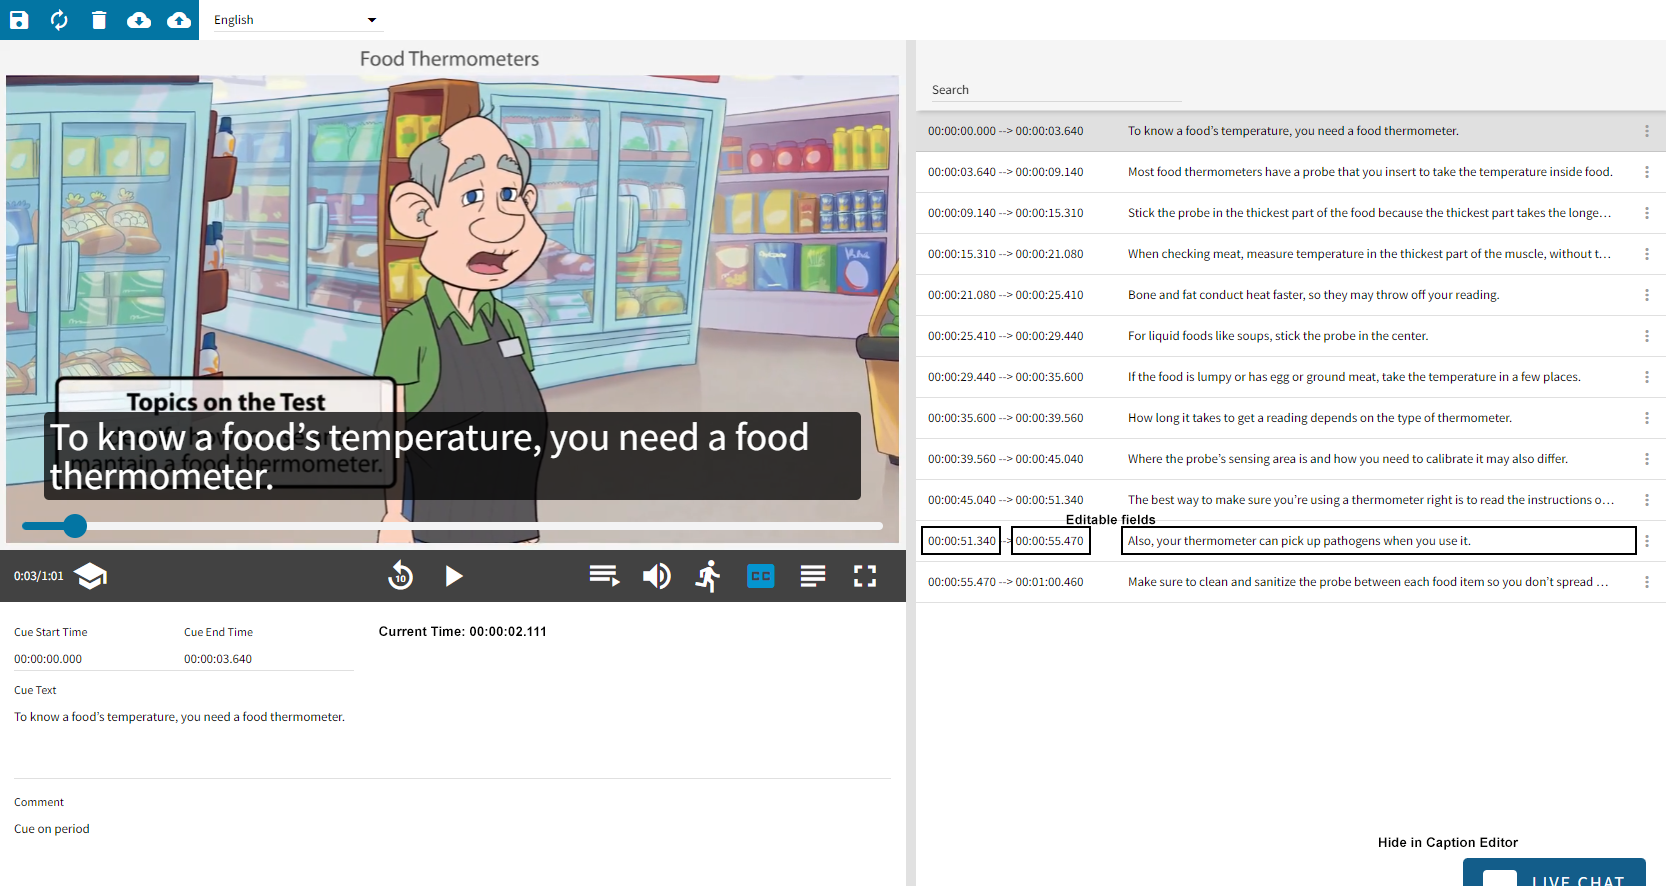 English
Food Thermometers
Topics on the Test
mantain a food thermometer.
To know a food’s temperature, you need a food
thermometer.
0:03/1:01
10
CC
Cue Start Time
Cue End Time
Current Time: 00:00:02.111
00:00:00.000
00:00:03.640
Cue Text
To know a food’s temperature, you need a food thermometer.
Comment
Cue on period
Search
00:00:00.000 --> 00:00:03.640 To know a food’s temperature, you need a food thermometer.
00:00:03.640 --> 00:00:09.140 Most food thermometers have a probe that you insert to take the temperature inside food.
00:00:09.140 --> 00:00:15.310 Stick the probe in the thickest part of the food because the thickest part takes the longe…
00:00:15.310 --> 00:00:21.080 When checking meat, measure temperature in the thickest part of the muscle, without t…
00:00:21.080 --> 00:00:25.410 Bone and fat conduct heat faster, so they may throw off your reading.
00:00:25.410 --> 00:00:29.440 For liquid foods like soups, stick the probe in the center.
00:00:29.440 --> 00:00:35.600 If the food is lumpy or has egg or ground meat, take the temperature in a few places.
00:00:35.600 --> 00:00:39.560 How long it takes to get a reading depends on the type of thermometer.
00:00:39.560 --> 00:00:45.040 Where the probe’s sensing area is and how you need to calibrate it may also differ.
00:00:45.040 --> 00:00:51.340 The best way to make sure you’re using a thermometer right is to read the instructions o…
Editable fields
00:00:51.340 --> 00:00:55.470 Also, your thermometer can pick up pathogens when you use it.
00:00:55.470 --> 00:01:00.460 Make sure to clean and sanitize the probe between each food item so you don’t spread …
Hide in Caption Editor
LIVE CHAT